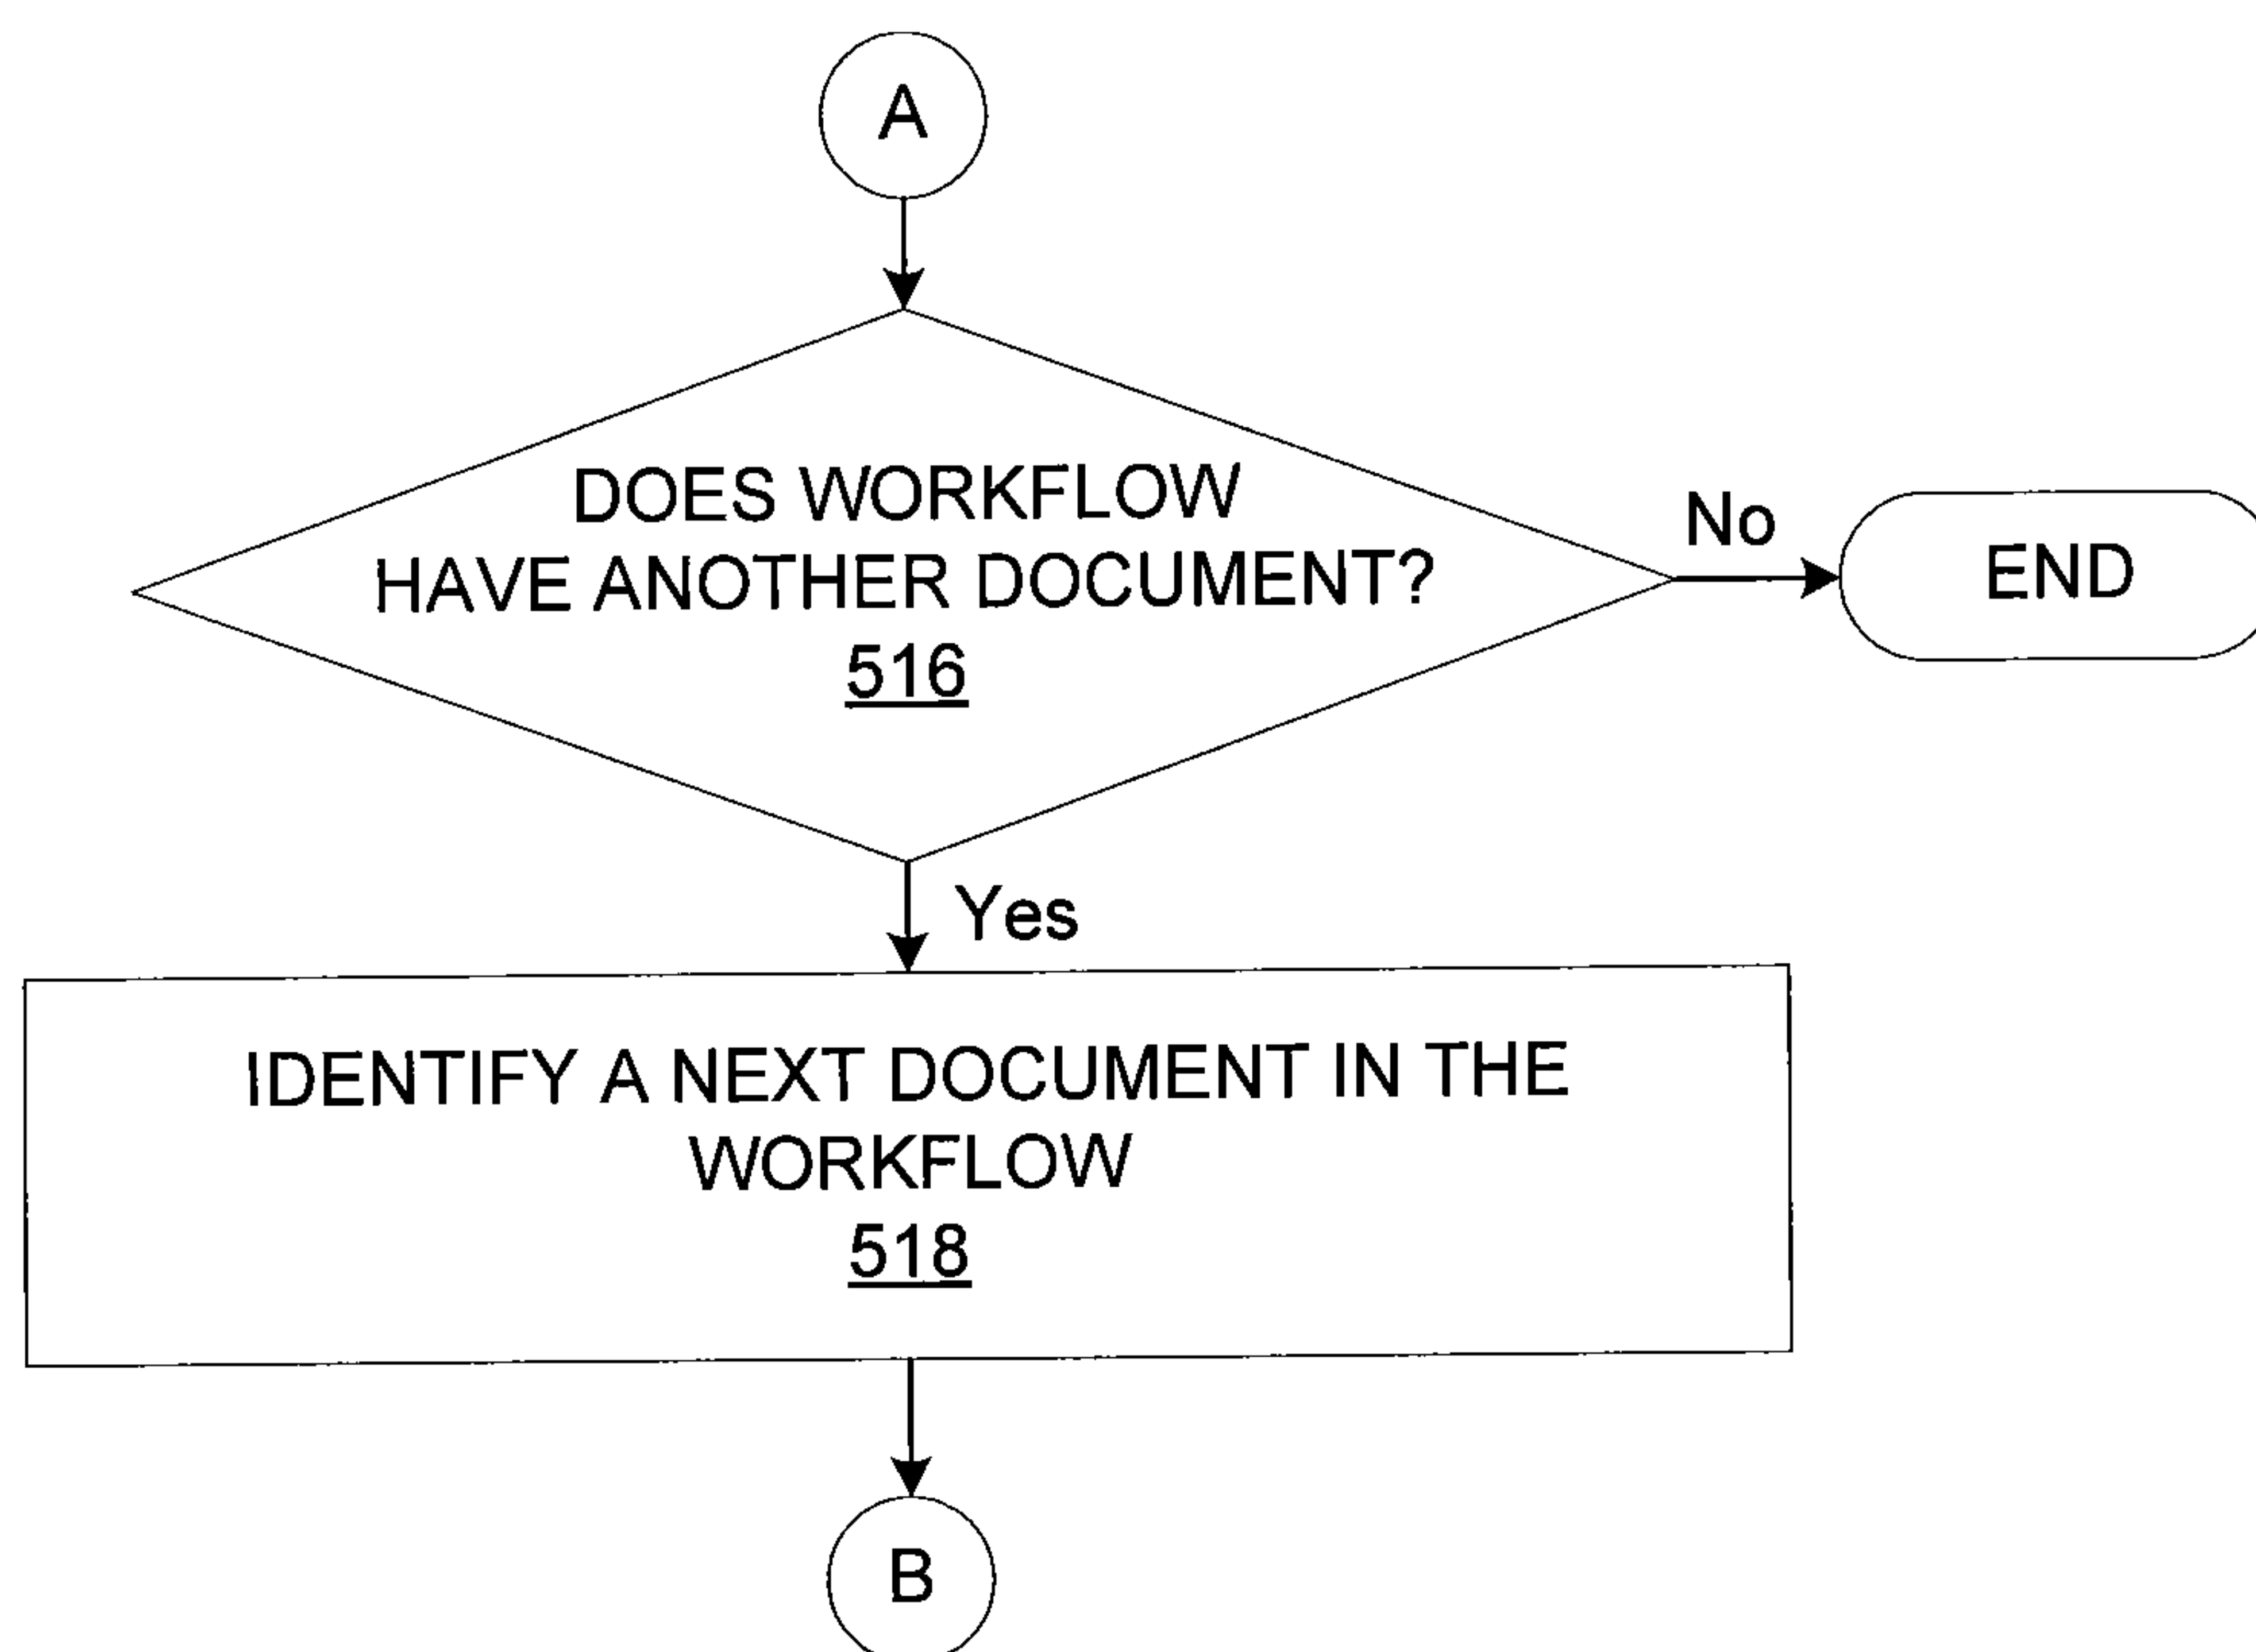 A
DOES WORKFLOW
HAVE ANOTHER DOCUMENT?
516
No
END
Yes
IDENTIFY A NEXT DOCUMENT IN THE
WORKFLOW
518
B